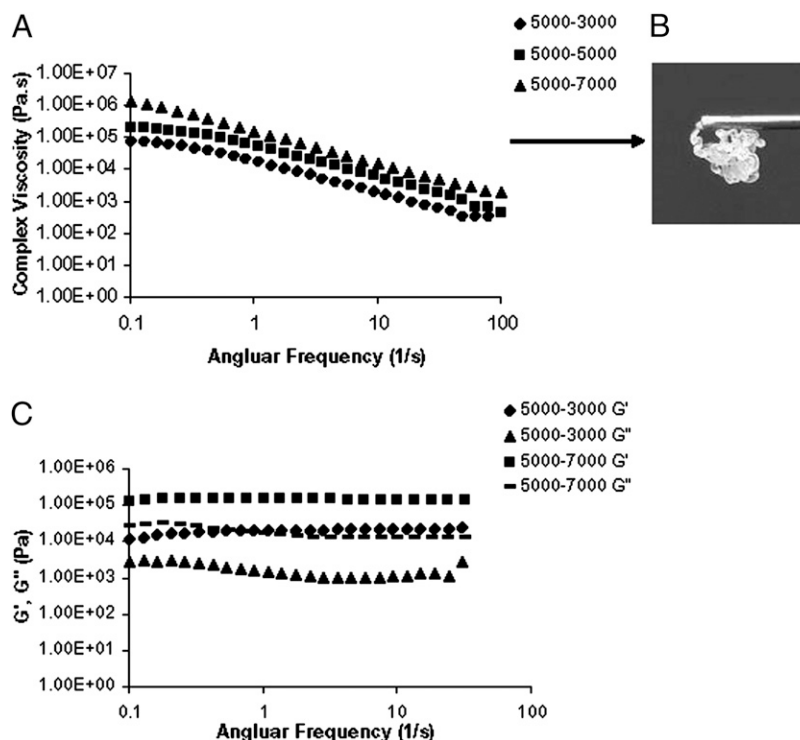 A
5000-3000
5000-5000
5000-7000
B
Complex Viscosity (Pa.s)
1.00E+07
1.00E+06
1.00E+05
1.00E+04
1.00E+03
1.00E+02
1.00E+01
1.00E+00
0.1 1 10 100
Angluar Frequency (1/s)
C
5000-3000 G'
5000-3000 G"
5000-7000 G'
5000-7000 G"
G', G" (Pa)
1.00E+06
1.00E+05
1.00E+04
1.00E+03
1.00E+02
1.00E+01
1.00E+00
0.1 1 10 100
Angluar Frequency (1/s)